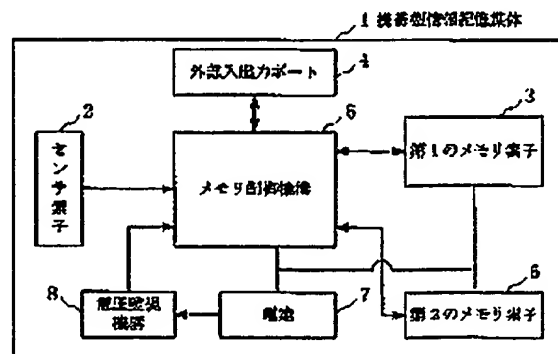 1 携帯型情報記憶媒体
外部入出力ポート
4
2
センサ素子
5
メモリ制御機構
3
第1のメモリ素子
8
電圧監視
機器
電池
7
6
第2のメモリ素子